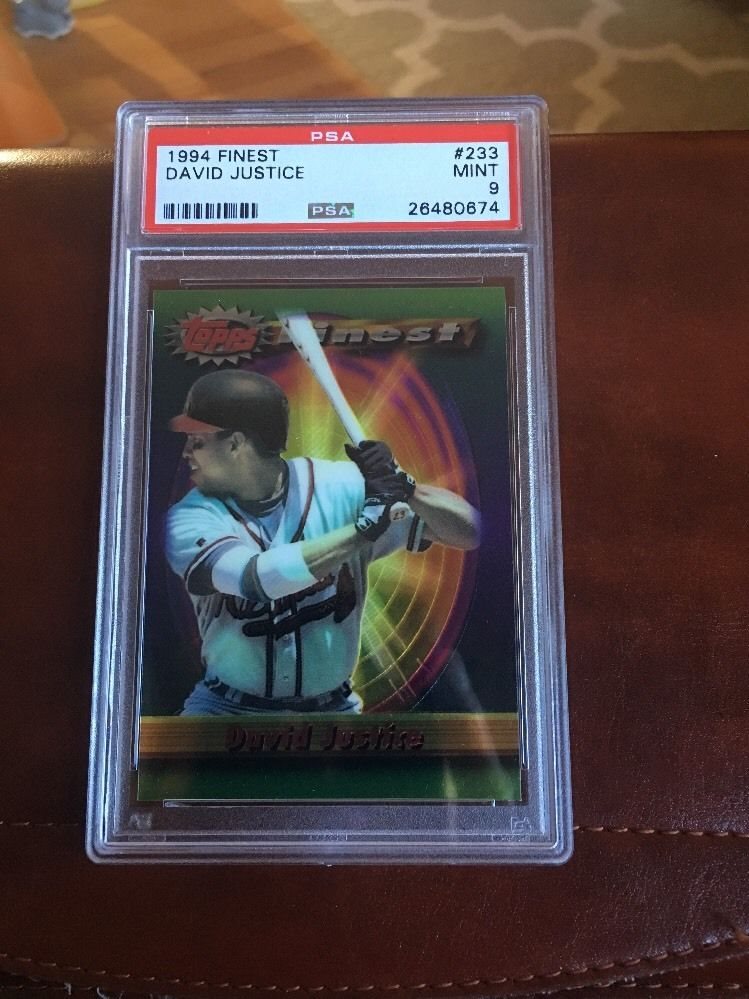 PSA
1994 FINEST #233
DAVID JUSTICE MINT
9
PSA 26480674
Topps Finest
David Justice